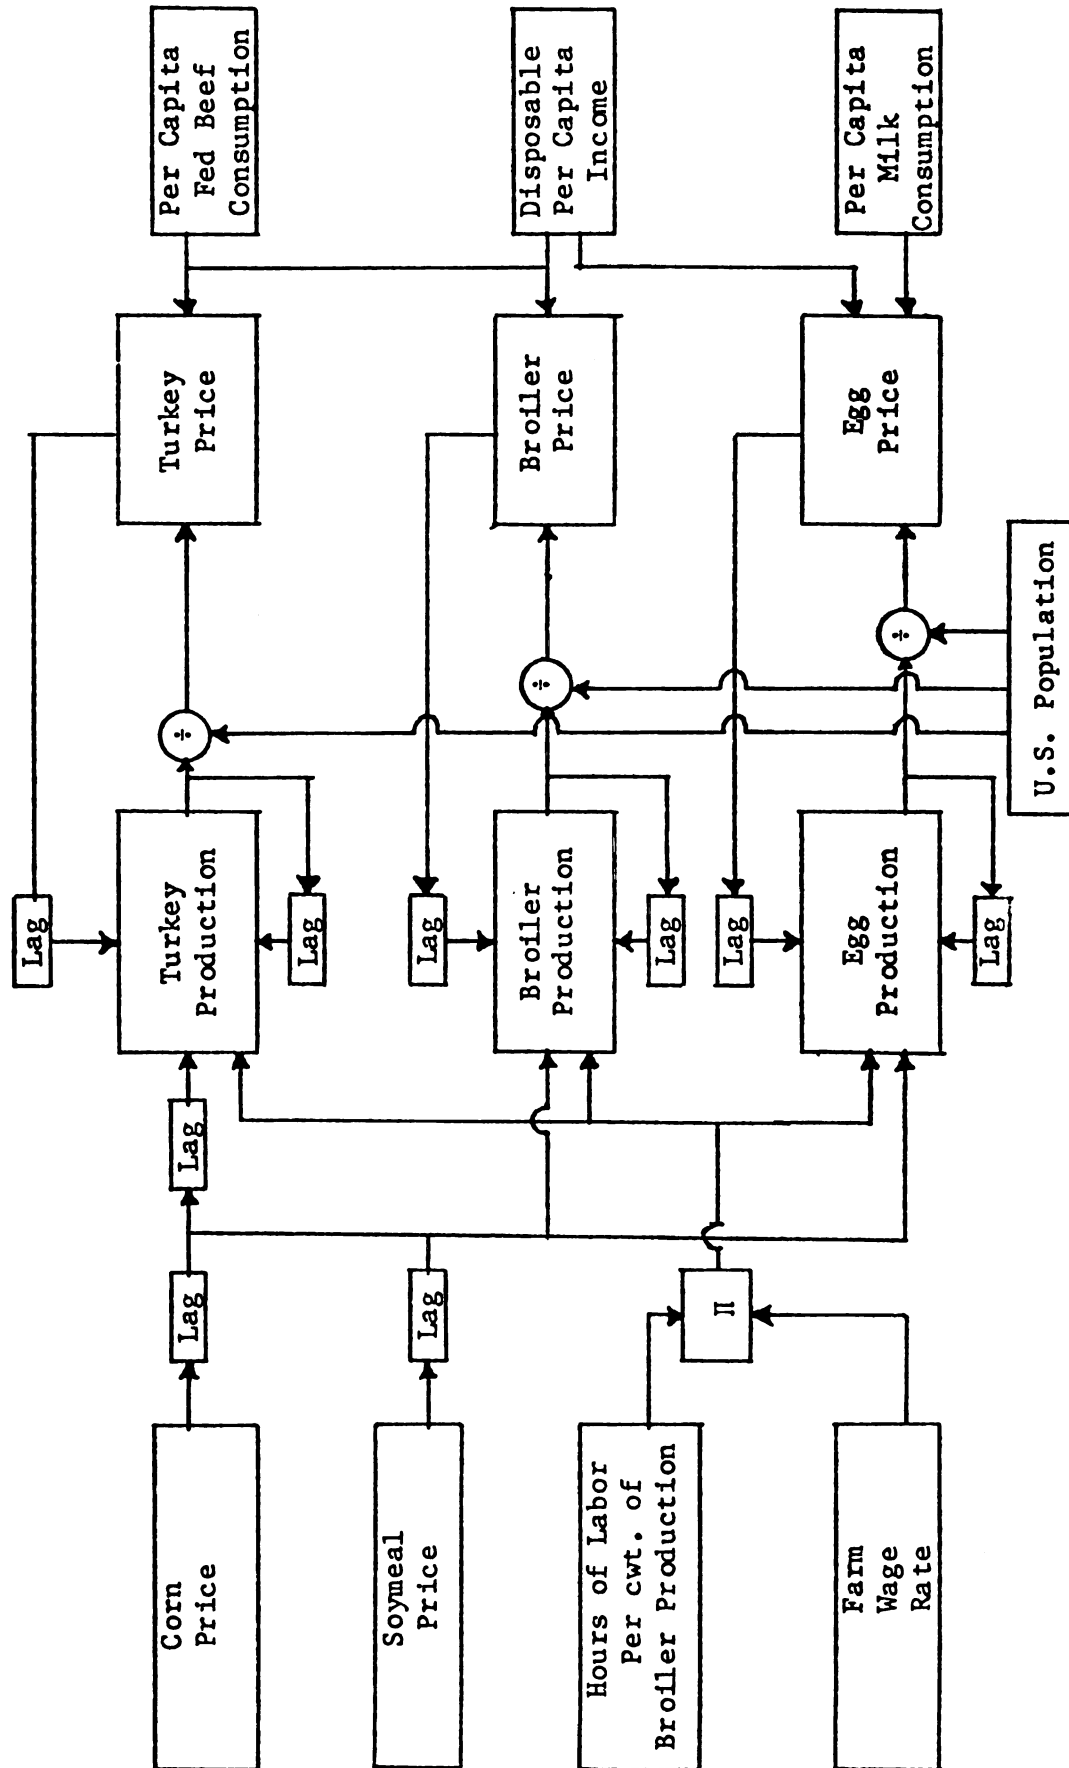 Corn
Price
Soymeal
Price
Hours of Labor
Per cwt. of
Broiler Production
Farm
Wage
Rate
Lag
Lag
Π
Lag
Lag
Turkey
Production
Lag
Lag
Broiler
Production
Lag
Lag
Egg
Production
Lag
÷
÷
÷
U.S. Population
Turkey
Price
Broiler
Price
Egg
Price
Per Capita
Fed Beef
Consumption
Disposable
Per Capita
Income
Per Capita
Milk
Consumption